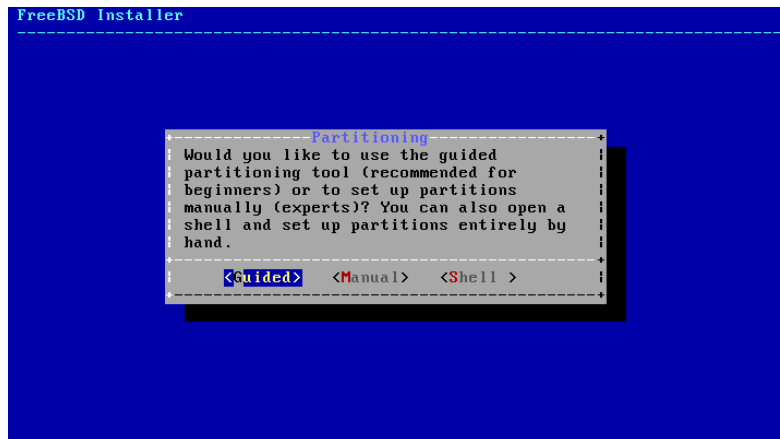 FreeBSD Installer
Partitioning
Would you like to use the guided
partitioning tool (recommended for
beginners) or to set up partitions
manually (experts)? You can also open a
shell and set up partitions entirely by
hand.
<Guided> <Manual> <Shell >